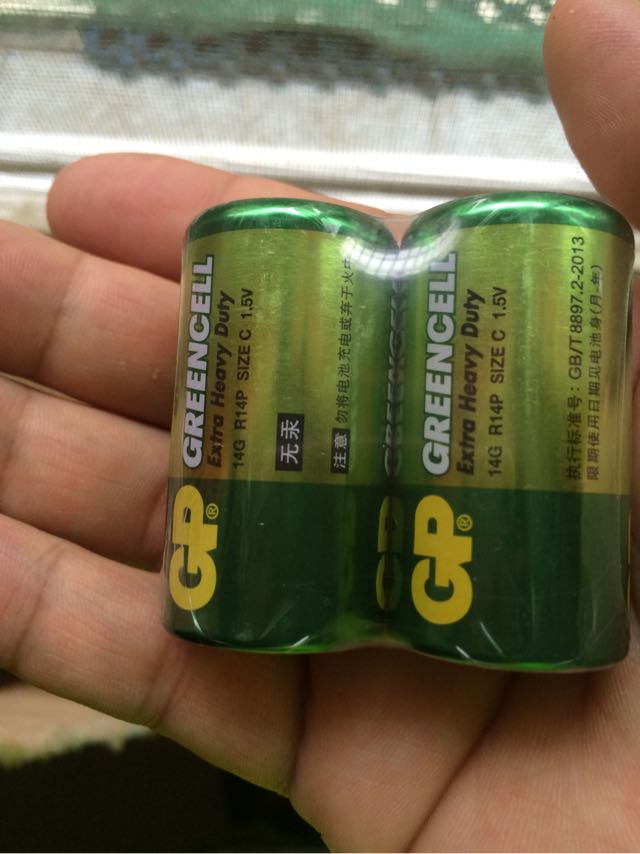 GP®
GREENCELL
Extra Heavy Duty
14G R14P SIZE C 1.5V
无汞
注意 勿将电池充电或弃于火中
GP
GREENCELL
GP®
GREENCELL
Extra Heavy Duty
14G R14P SIZE C 1.5V
执行标准号：GB/T8897.2-2013
限期使用日期见电池身(月-年)